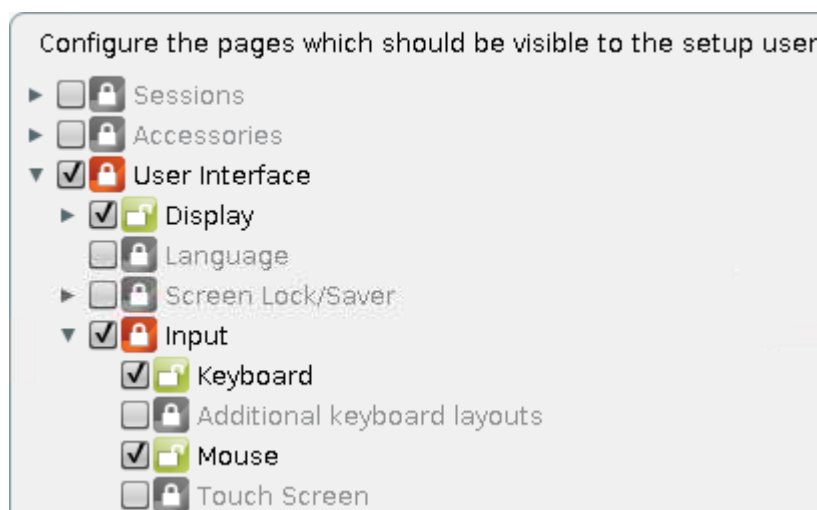 Configure the pages which should be visible to the setup user
Sessions
Accessories
User Interface
Display
Language
Screen Lock/Saver
Input
Keyboard
Additional keyboard layouts
Mouse
Touch Screen